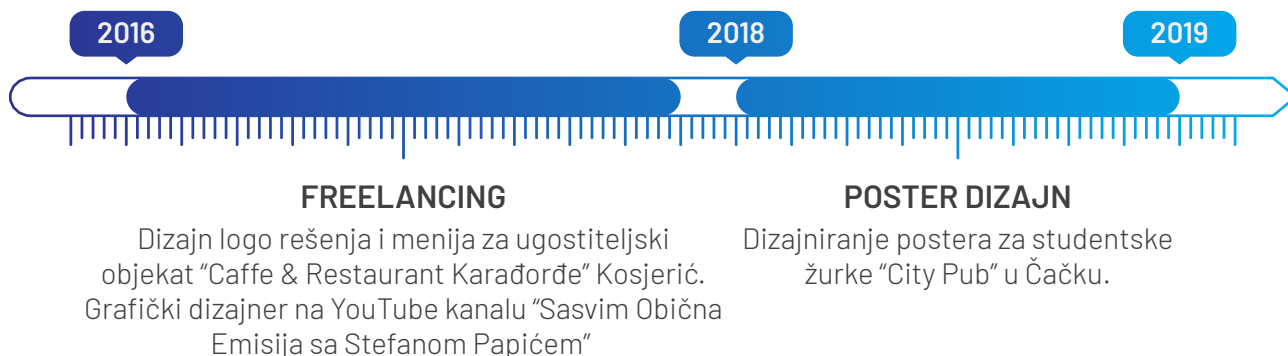 2016
2018
2019
FREELANCING
Dizajn logo rešenja i menija za ugostiteljski
objekat “Caffe & Restaurant Karađorđe” Kosjerić.
Grafički dizajner na YouTube kanalu “Sasvim Obična
Emisija sa Stefanom Papićem”
POSTER DIZAJN
Dizajniranje postera za studentske
žurke “City Pub” u Čačku.